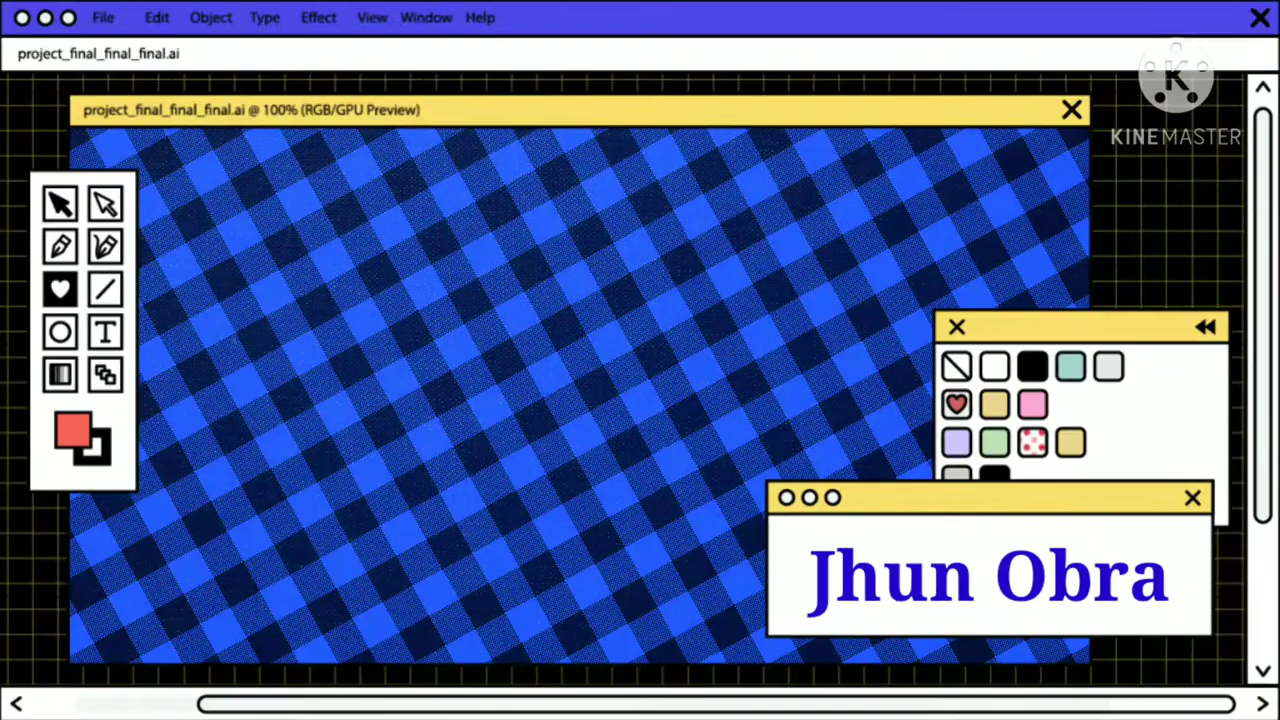 File Edit Object Type Effect View Window Help
project_final_final_final.ai
project_final_final_final.ai @ 100% (RGB/GPU Preview)
K
KINEMASTER
T
Jhun Obra